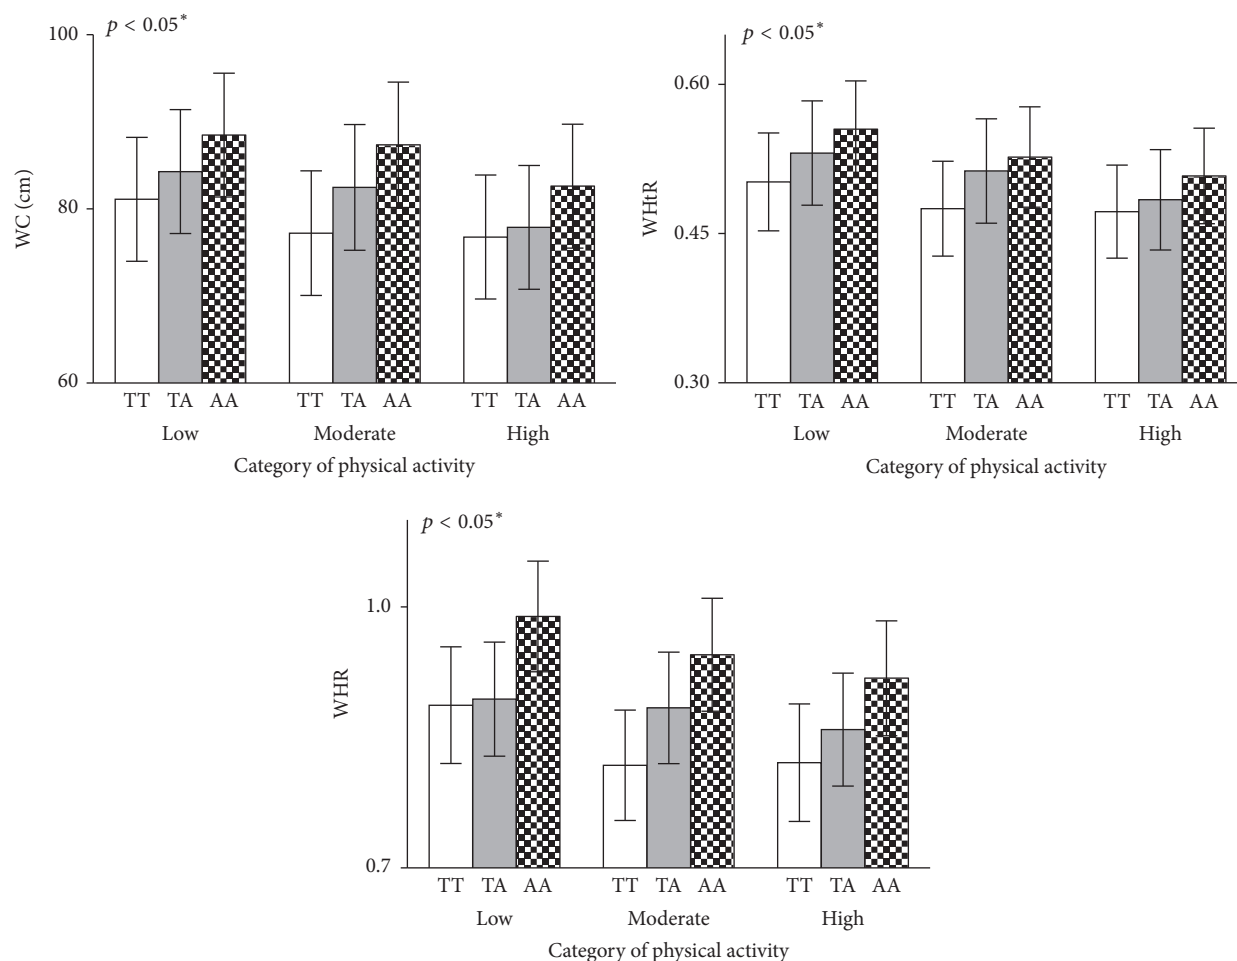 p < 0.05*
100
80
60
WC (cm)
TT TA AA TT TA AA TT TA AA
Low Moderate High
Category of physical activity
p < 0.05*
0.60
0.45
0.30
WHtR
TT TA AA TT TA AA TT TA AA
Low Moderate High
Category of physical activity
p < 0.05*
1.0
0.7
WHR
TT TA AA TT TA AA TT TA AA
Low Moderate High
Category of physical activity